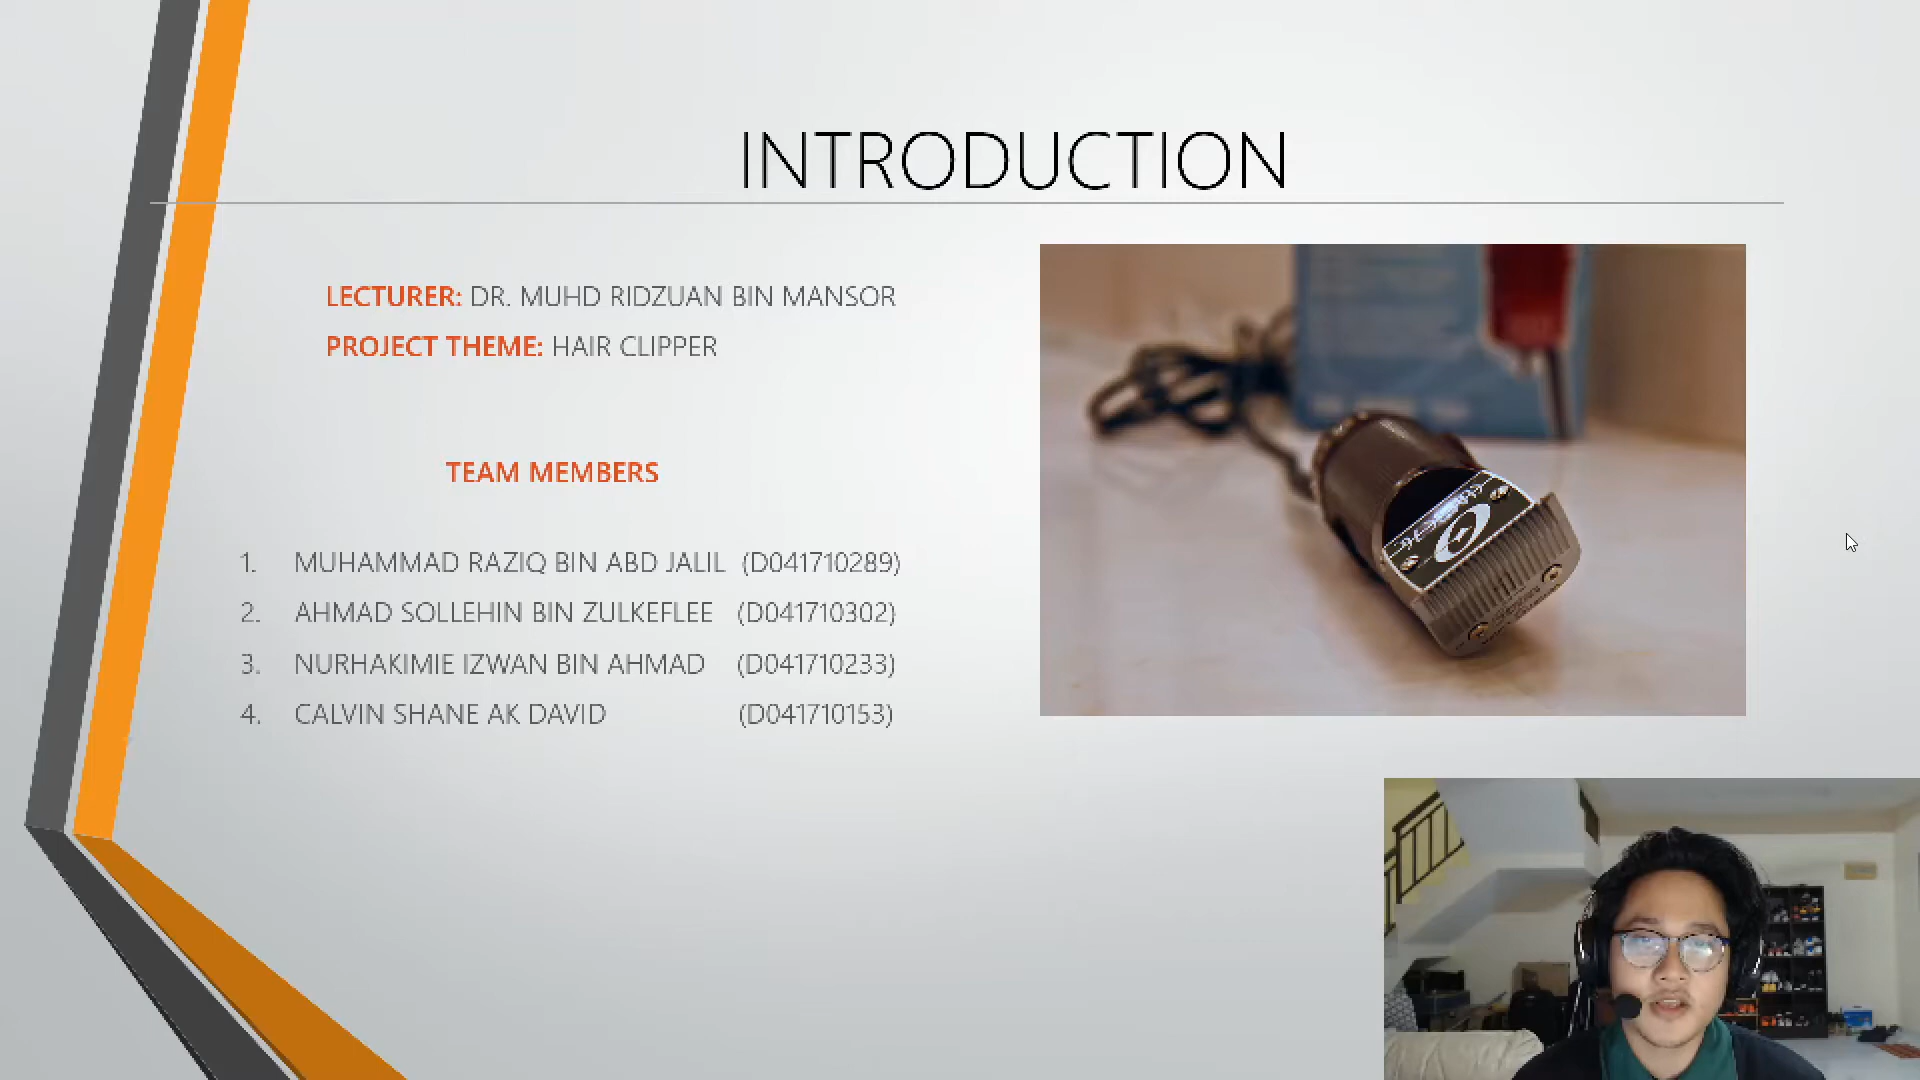 INTRODUCTION
LECTURER: DR. MUHD RIDZUAN BIN MANSOR
PROJECT THEME: HAIR CLIPPER
TEAM MEMBERS
1. MUHAMMAD RAZIQ BIN ABD JALIL (D041710289)
2. AHMAD SOLLEHIN BIN ZULKEFLEE (D041710302)
3. NURHAKIMIE IZWAN BIN AHMAD (D041710233)
4. CALVIN SHANE AK DAVID (D041710153)